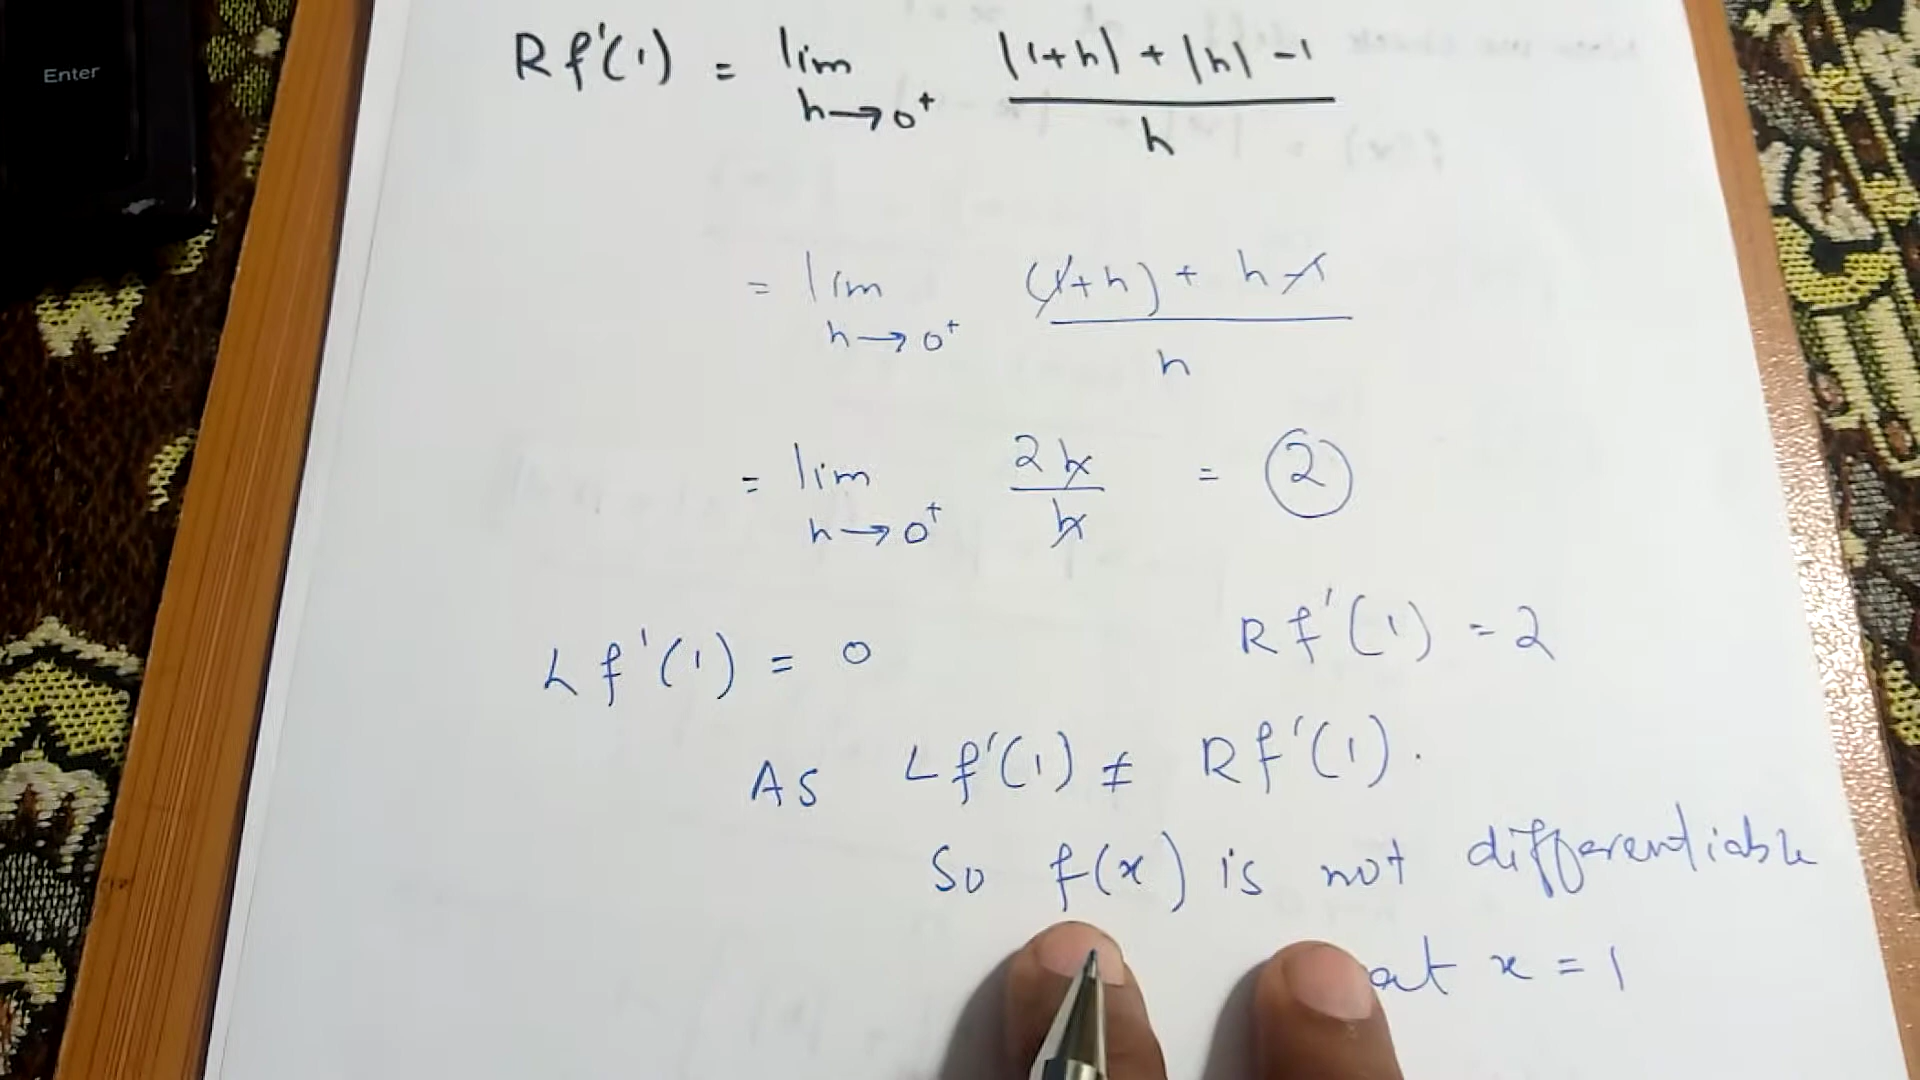 Enter
Rf'(1) = lim h→0⁺ (|1+h| + |h| - 1) / h
= lim h→0⁺ ((1+h) + h - 1) / h
= lim h→0⁺ 2h / h = 2
Lf'(1) = 0 Rf'(1) = 2
As Lf'(1) ≠ Rf'(1).
So f(x) is not differentiable
at x = 1